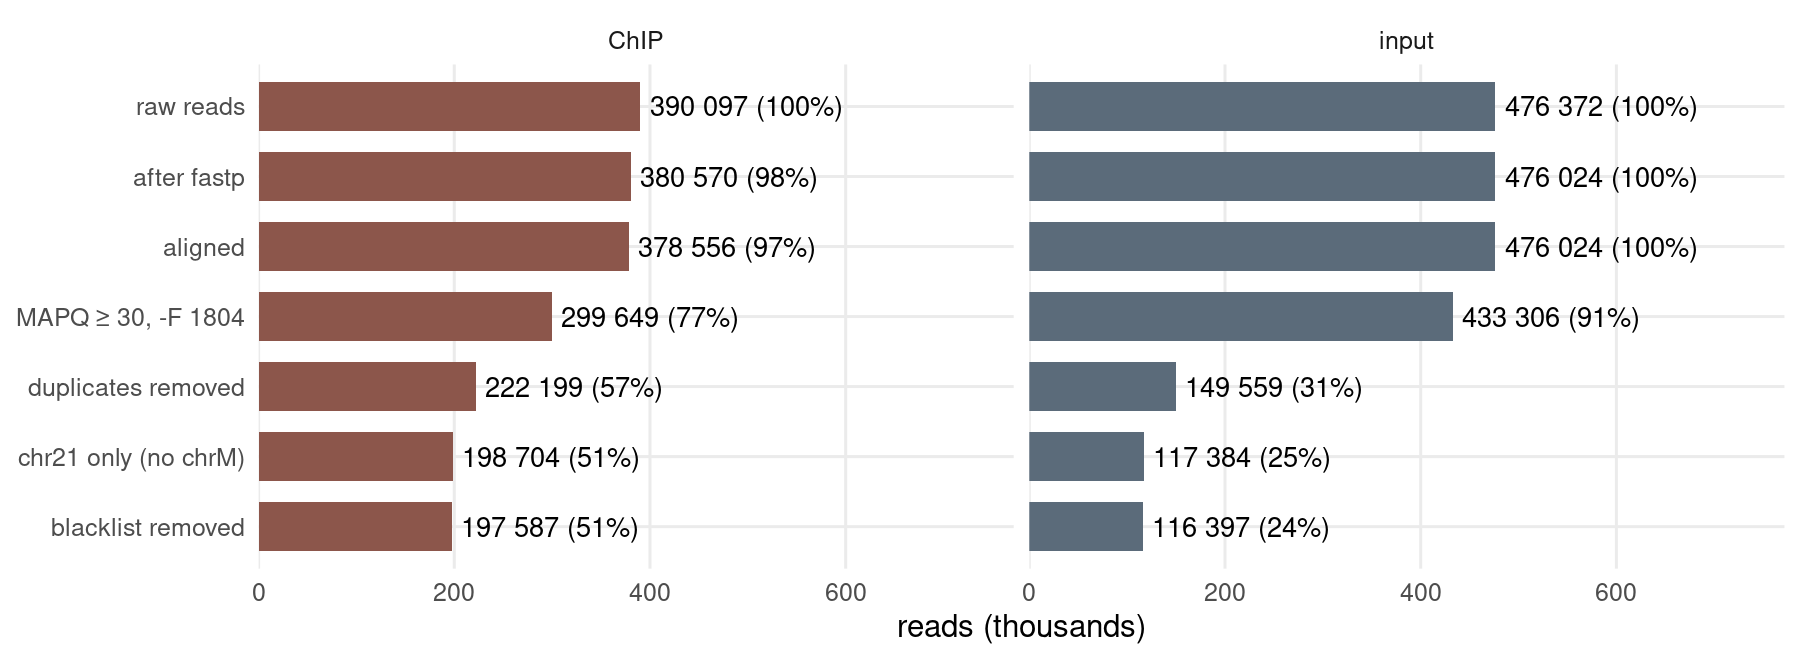 ChIP
input
raw reads 390 097 (100%) 476 372 (100%)
after fastp 380 570 (98%) 476 024 (100%)
aligned 378 556 (97%) 476 024 (100%)
MAPQ ≥ 30, -F 1804 299 649 (77%) 433 306 (91%)
duplicates removed 222 199 (57%) 149 559 (31%)
chr21 only (no chrM) 198 704 (51%) 117 384 (25%)
blacklist removed 197 587 (51%) 116 397 (24%)
0 200 400 600 0 200 400 600
reads (thousands)